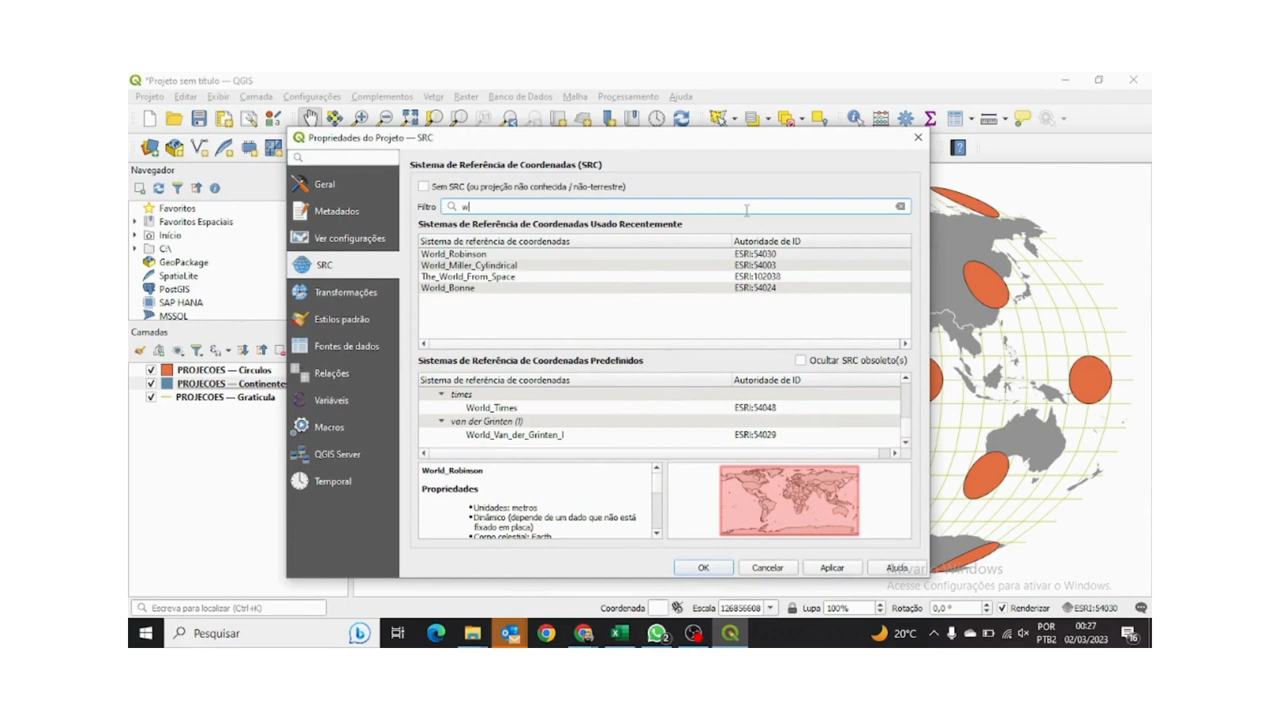 *Projeto sem título — QGIS
Projeto Editar Exibir Camada Configurações Complementos Vetor Raster Banco de Dados Malha Processamento Ajuda
Propriedades do Projeto — SRC
Navegador
Favoritos
Favoritos Espaciais
Início
C:\
GeoPackage
SpatiaLite
PostGIS
SAP HANA
MSSQL
Camadas
PROJECOES — Circulos
PROJECOES — Continentes
PROJECOES — Graticula
Geral
Metadados
Ver configurações
SRC
Transformações
Estilos padrão
Fontes de dados
Relações
Variáveis
Macros
QGIS Server
Temporal
Sistema de Referência de Coordenadas (SRC)
Sem SRC (ou projeção não conhecida / não-terrestre)
Filtro w
Sistemas de Referência de Coordenadas Usado Recentemente
Sistema de referência de coordenadas Autoridade de ID
World_Robinson ESRI:54030
World_Miller_Cylindrical ESRI:54003
The_World_From_Space ESRI:102038
World_Bonne ESRI:54024
Sistemas de Referência de Coordenadas Predefinidos Ocultar SRC obsoleto(s)
Sistema de referência de coordenadas Autoridade de ID
times
World_Times ESRI:54048
van der Grinten (I)
World_Van_der_Grinten_I ESRI:54029
World_Robinson
Propriedades
•Unidades: metros
•Dinâmico (depende de um dado que não está
fixado em placa)
•Corpo celestial: Earth
OK Cancelar Aplicar Ajuda
Ativar o Windows
Acesse Configurações para ativar o Windows.
Escreva para localizar (Ctrl+K) Coordenada Escala 126856608 Lupa 100% Rotação 0,0 ° Renderizar ESRI:54030
Pesquisar 2 20°C POR 00:27
PTB2 02/03/2023 16